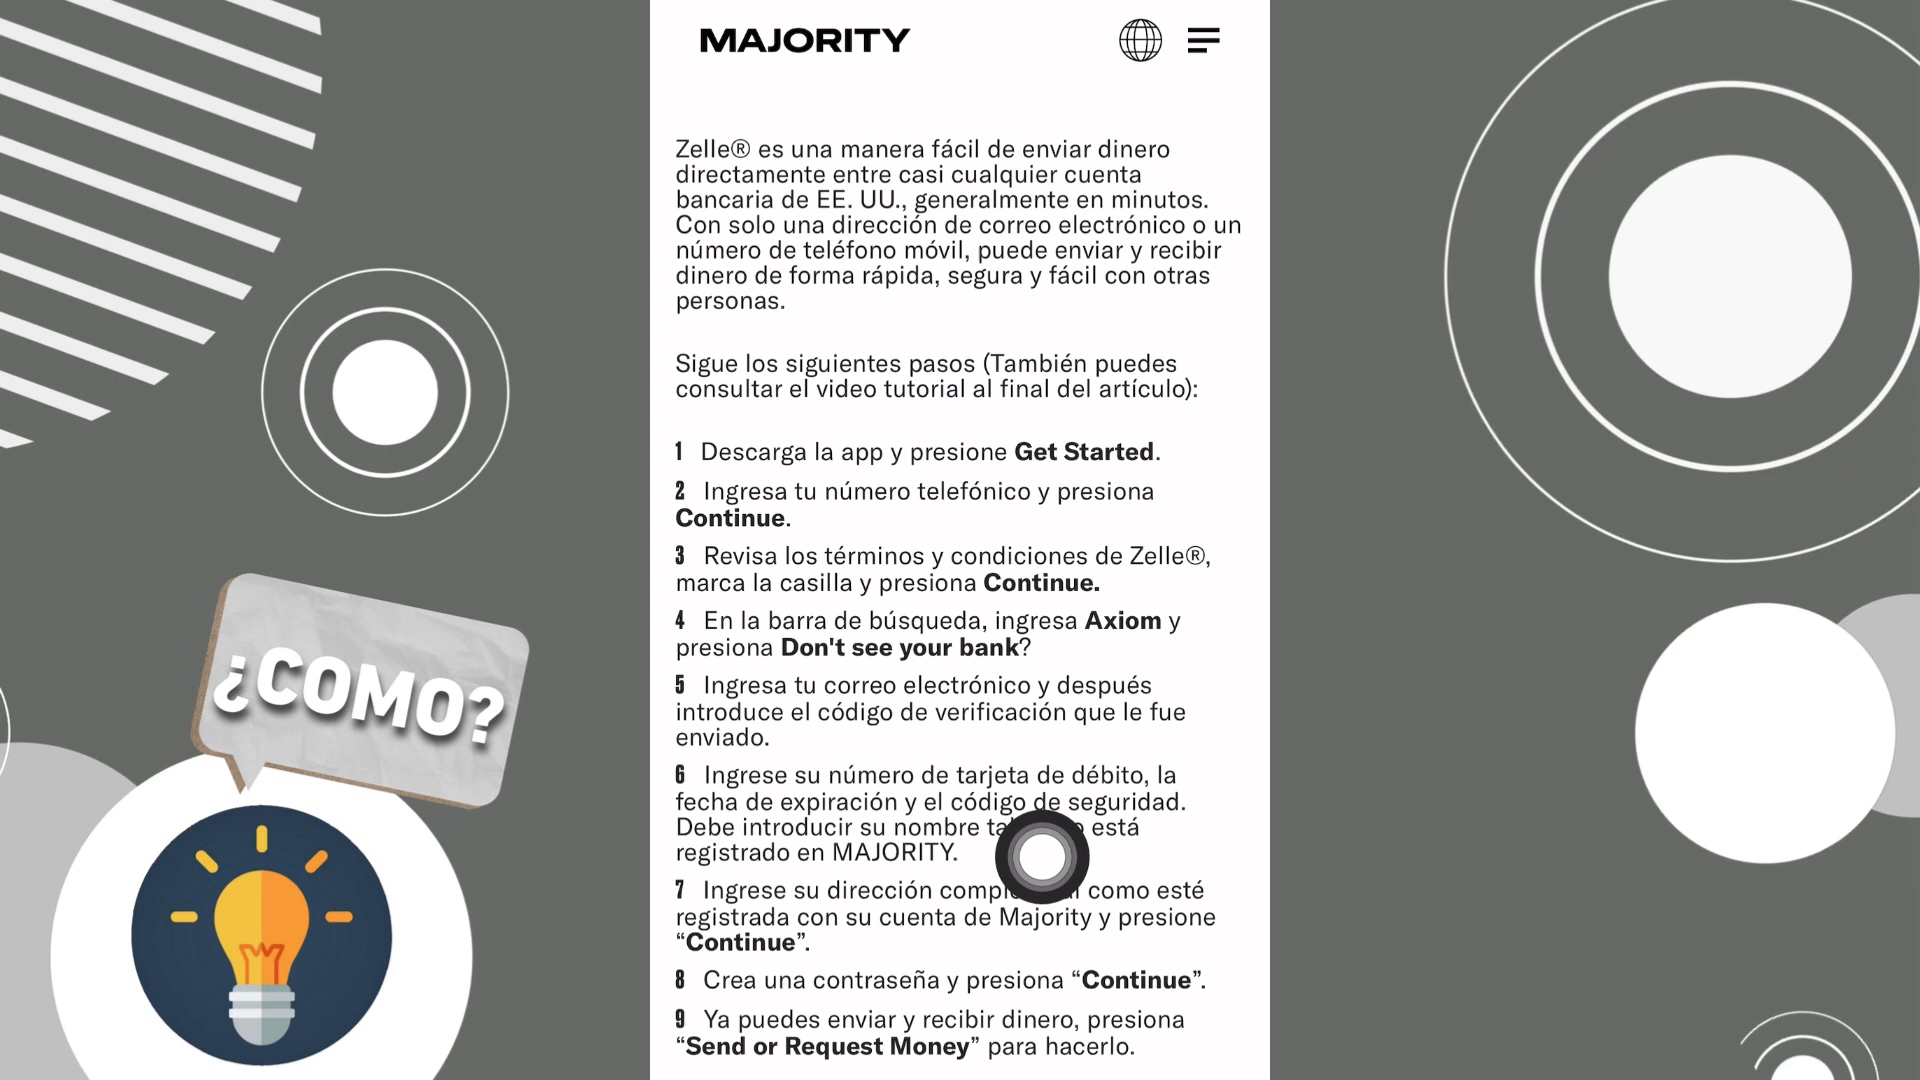 MAJORITY
Zelle® es una manera fácil de enviar dinero
directamente entre casi cualquier cuenta
bancaria de EE. UU., generalmente en minutos.
Con solo una dirección de correo electrónico o un
número de teléfono móvil, puede enviar y recibir
dinero de forma rápida, segura y fácil con otras
personas.
Sigue los siguientes pasos (También puedes
consultar el video tutorial al final del artículo):
1 Descarga la app y presione Get Started.
2 Ingresa tu número telefónico y presiona
Continue.
3 Revisa los términos y condiciones de Zelle®,
marca la casilla y presiona Continue.
4 En la barra de búsqueda, ingresa Axiom y
presiona Don't see your bank?
5 Ingresa tu correo electrónico y después
introduce el código de verificación que le fue
enviado.
6 Ingrese su número de tarjeta de débito, la
fecha de expiración y el código de seguridad.
Debe introducir su nombre está
registrado en MAJORITY.
7 Ingrese su dirección como esté
registrada con su cuenta de Majority y presione
“Continue”.
8 Crea una contraseña y presiona “Continue”.
9 Ya puedes enviar y recibir dinero, presiona
“Send or Request Money” para hacerlo.
¿COMO?